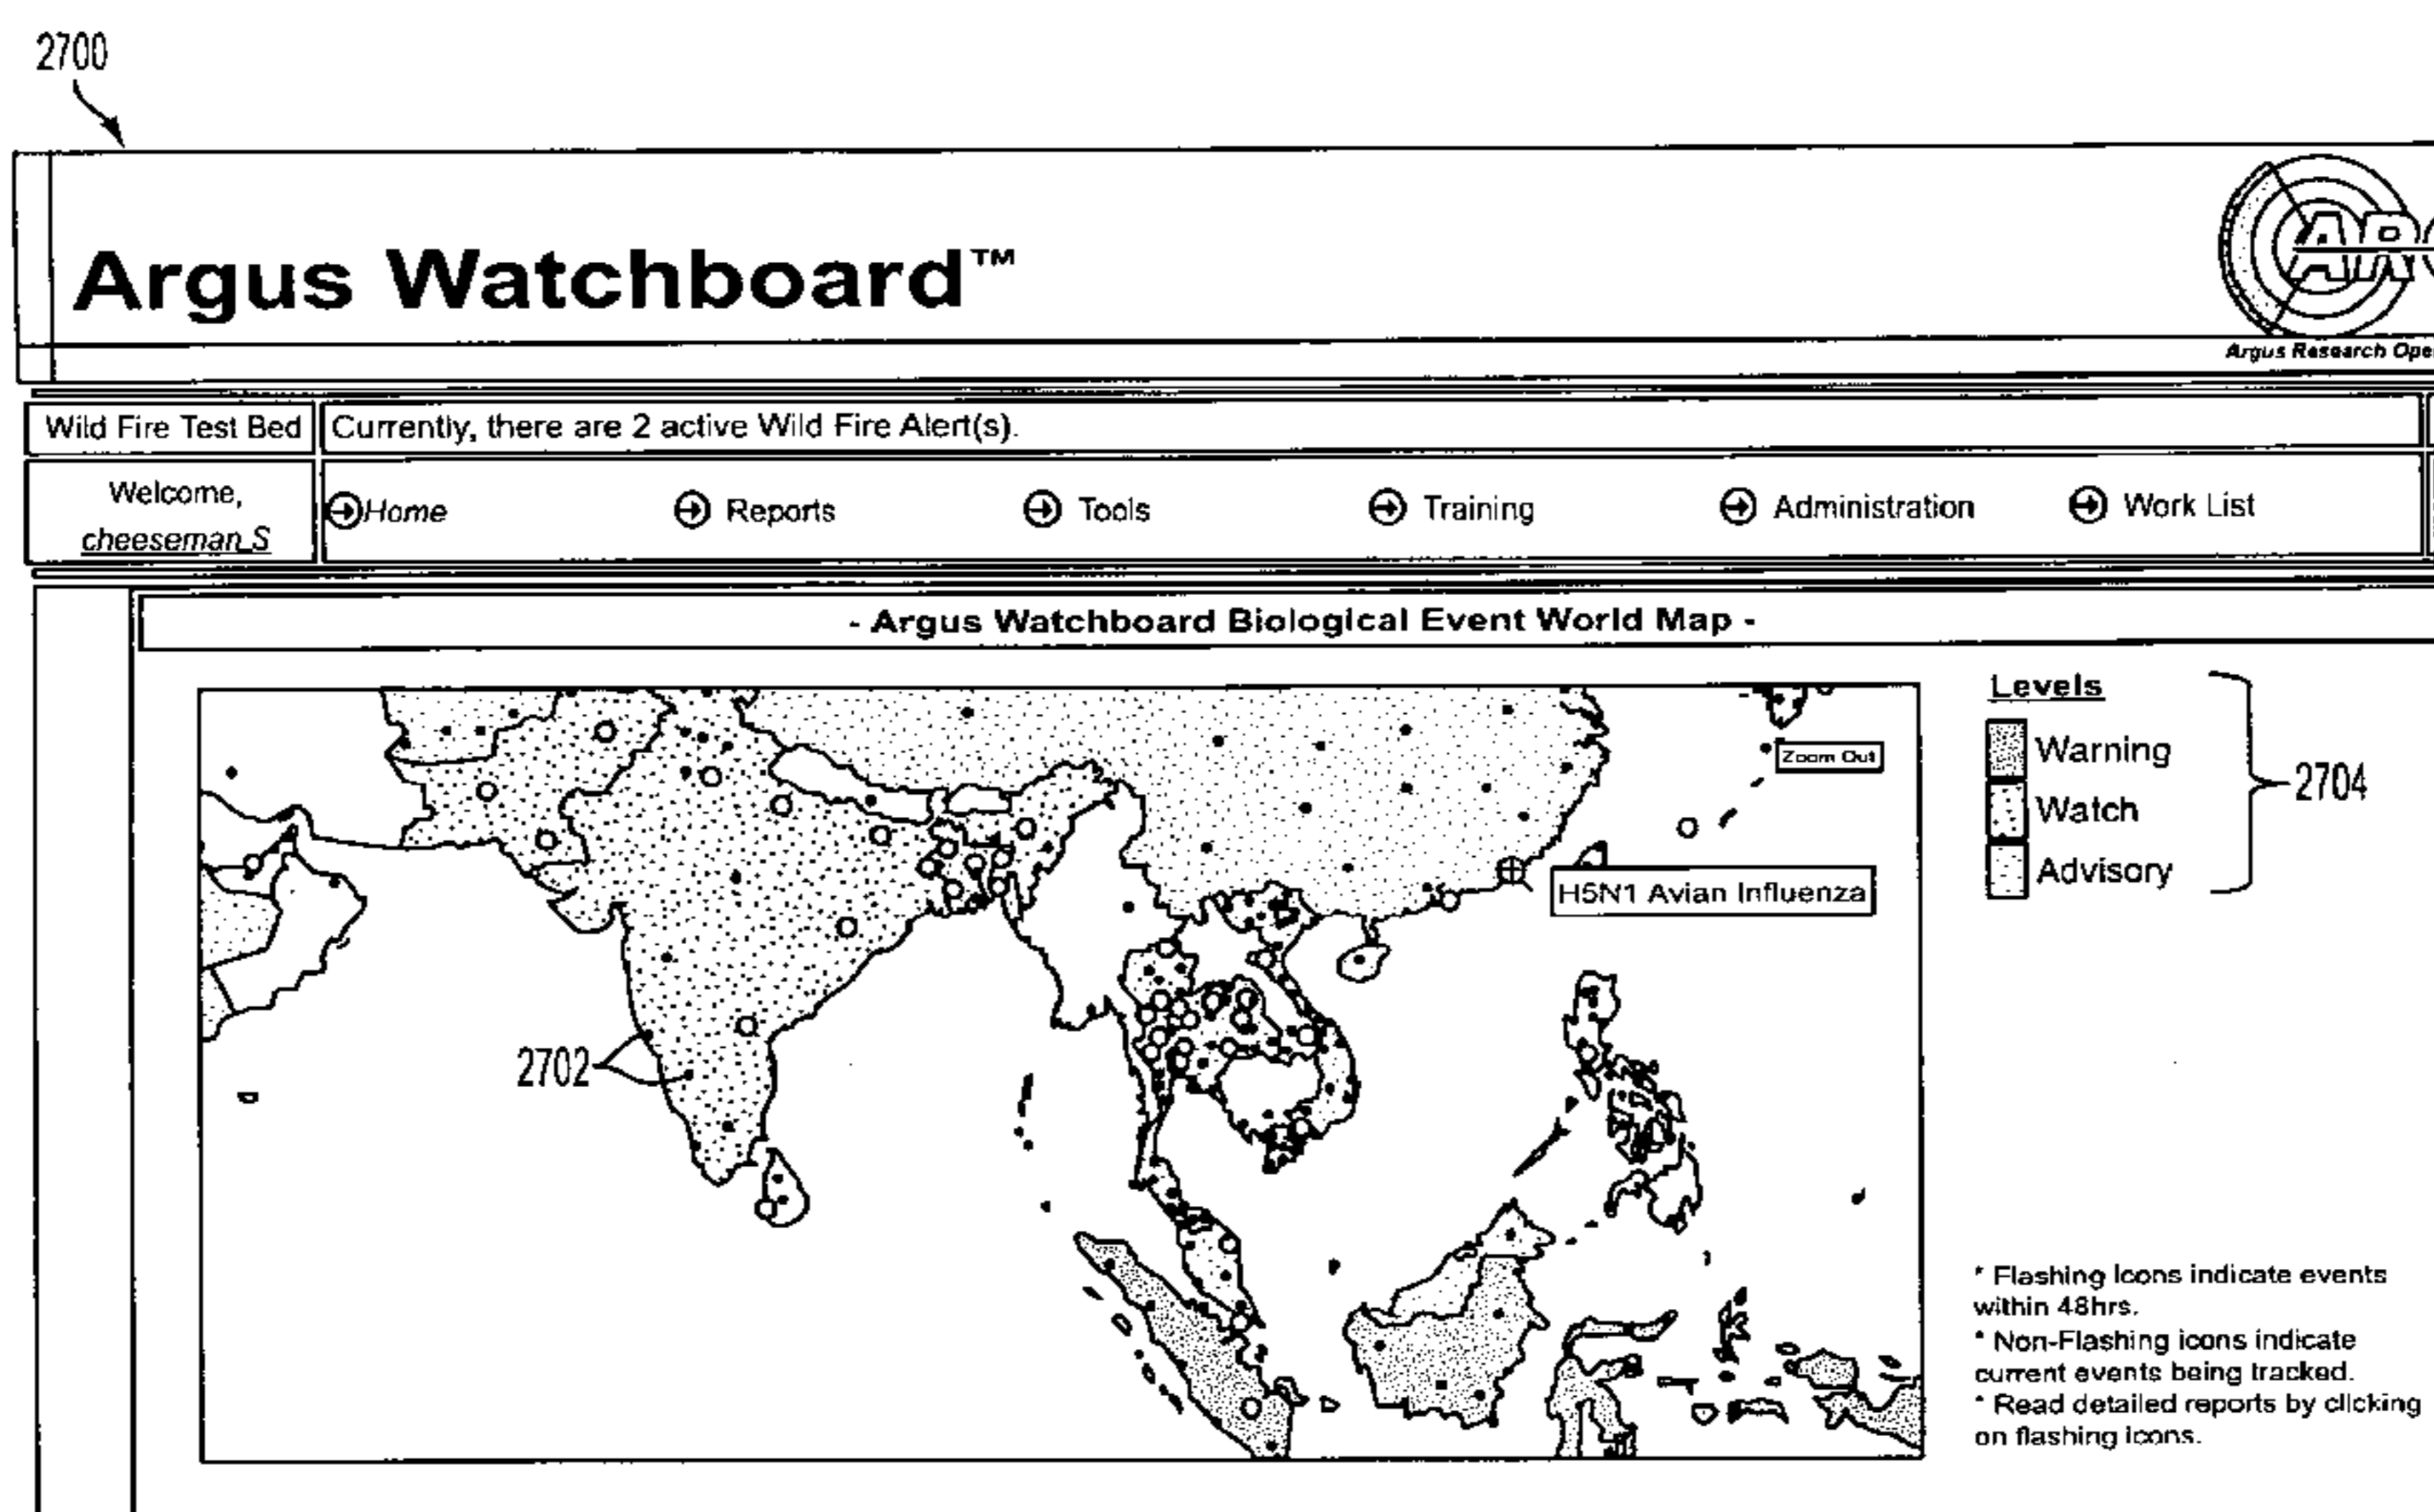 2700
Argus Watchboard™
ARG
Argus Research Ope
Wild Fire Test Bed
Currently, there are 2 active Wild Fire Alert(s).
Welcome,
cheeseman_S
Home
Reports
Tools
Training
Administration
Work List
- Argus Watchboard Biological Event World Map -
Levels
Warning
Watch
Advisory
2704
Zoom Out
H5N1 Avian Influenza
2702
* Flashing Icons indicate events
within 48hrs.
* Non-Flashing icons indicate
current events being tracked.
* Read detailed reports by clicking
on flashing icons.